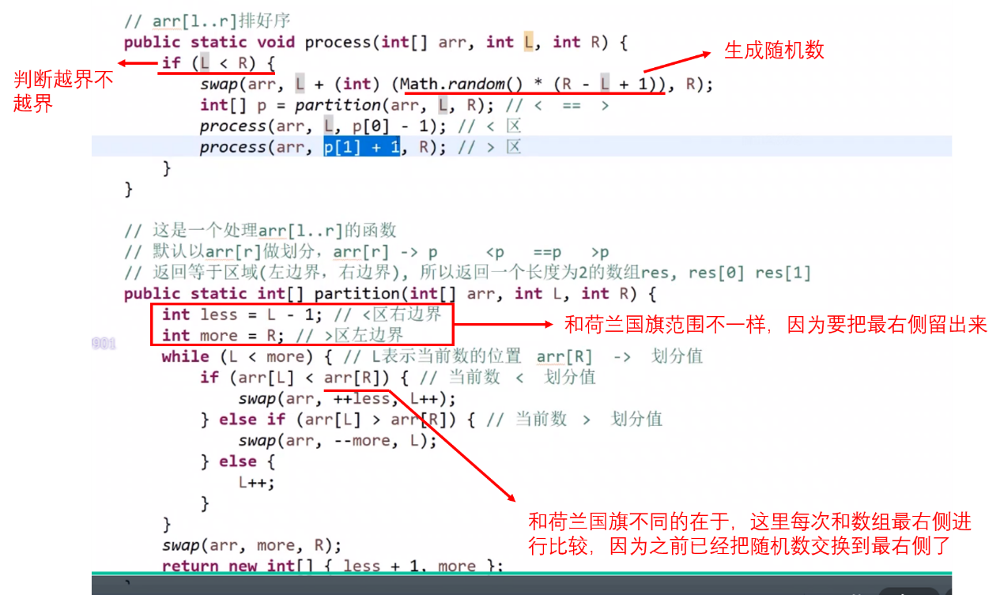 // arr[l..r]排好序
public static void process(int[] arr, int L, int R) {
if (L < R) {
生成随机数
判断越界不
越界
swap(arr, L + (int) (Math.random() * (R - L + 1)), R);
int[] p = partition(arr, L, R); // < == >
process(arr, L, p[0] - 1); // < 区
process(arr, p[1] + 1, R); // > 区
}
}
// 这是一个处理arr[l..r]的函数
// 默认以arr[r]做划分，arr[r] -> p <p ==p >p
// 返回等于区域(左边界，右边界), 所以返回一个长度为2的数组res, res[0] res[1]
public static int[] partition(int[] arr, int L, int R) {
int less = L - 1; // <区右边界
int more = R; // >区左边界
和荷兰国旗范围不一样，因为要把最右侧留出来
901
while (L < more) { // L表示当前数的位置 arr[R] -> 划分值
if (arr[L] < arr[R]) { // 当前数 < 划分值
swap(arr, ++less, L++);
} else if (arr[L] > arr[R]) { // 当前数 > 划分值
swap(arr, --more, L);
} else {
L++;
}
}
和荷兰国旗不同的在于，这里每次和数组最右侧进
行比较，因为之前已经把随机数交换到最右侧了
swap(arr, more, R);
return new int[] { less + 1, more };